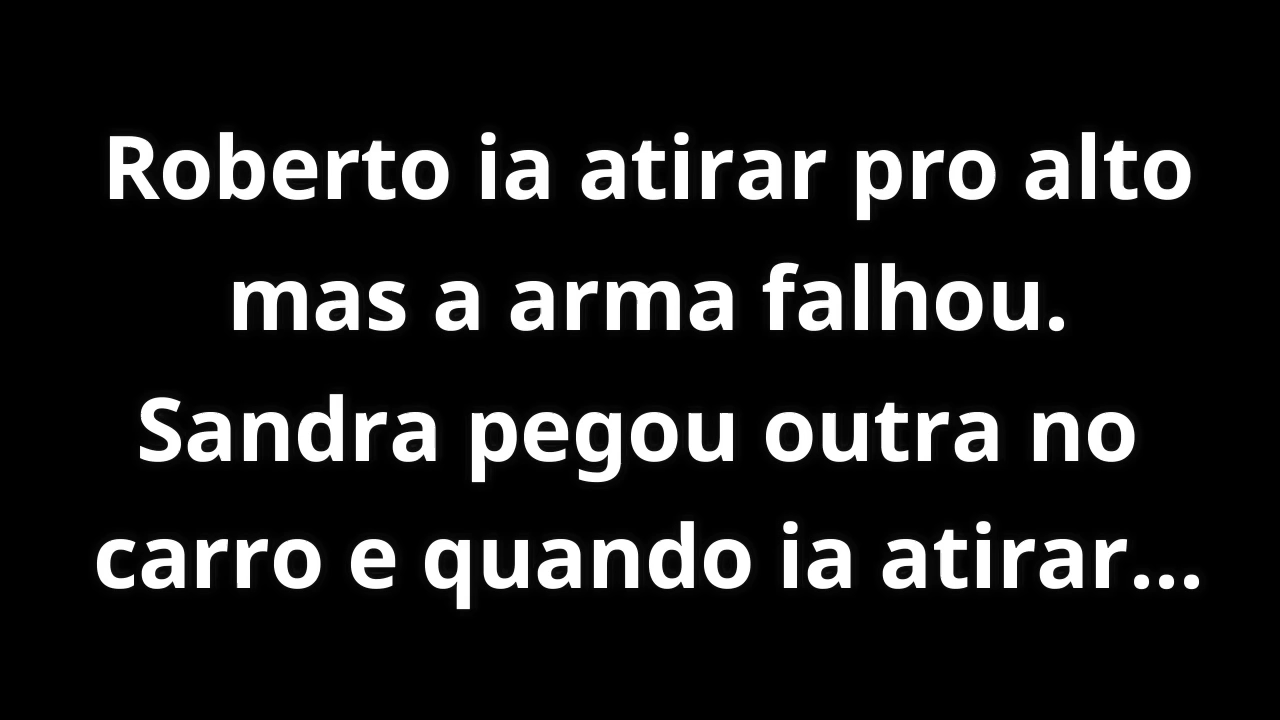 Roberto ia atirar pro alto
mas a arma falhou.
Sandra pegou outra no
carro e quando ia atirar...